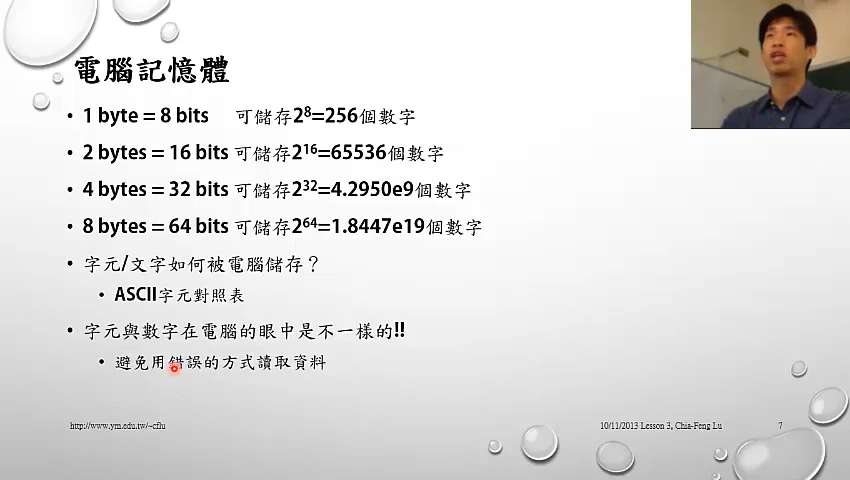 電腦記憶體
• 1 byte = 8 bits 可儲存2⁸=256個數字
• 2 bytes = 16 bits 可儲存2¹⁶=65536個數字
• 4 bytes = 32 bits 可儲存2³²=4.2950e9個數字
• 8 bytes = 64 bits 可儲存2⁶⁴=1.8447e19個數字
• 字元/文字如何被電腦儲存？
• ASCII字元對照表
• 字元與數字在電腦的眼中是不一樣的!!
• 避免用錯誤的方式讀取資料
http://www.ym.edu.tw/~cflu 10/11/2013 Lesson 3, Chia-Feng Lu 7